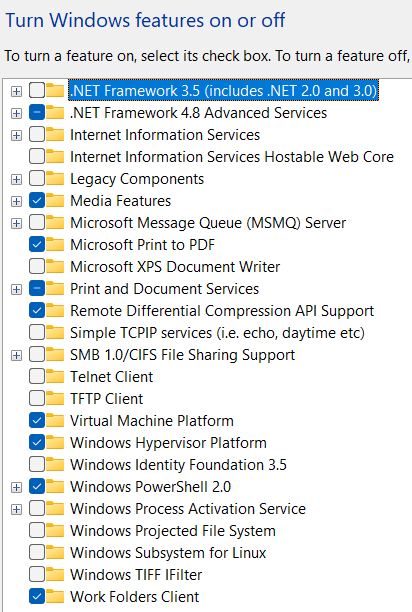 Turn Windows features on or off
To turn a feature on, select its check box. To turn a feature off,
.NET Framework 3.5 (includes .NET 2.0 and 3.0)
.NET Framework 4.8 Advanced Services
Internet Information Services
Internet Information Services Hostable Web Core
Legacy Components
Media Features
Microsoft Message Queue (MSMQ) Server
Microsoft Print to PDF
Microsoft XPS Document Writer
Print and Document Services
Remote Differential Compression API Support
Simple TCPIP services (i.e. echo, daytime etc)
SMB 1.0/CIFS File Sharing Support
Telnet Client
TFTP Client
Virtual Machine Platform
Windows Hypervisor Platform
Windows Identity Foundation 3.5
Windows PowerShell 2.0
Windows Process Activation Service
Windows Projected File System
Windows Subsystem for Linux
Windows TIFF IFilter
Work Folders Client